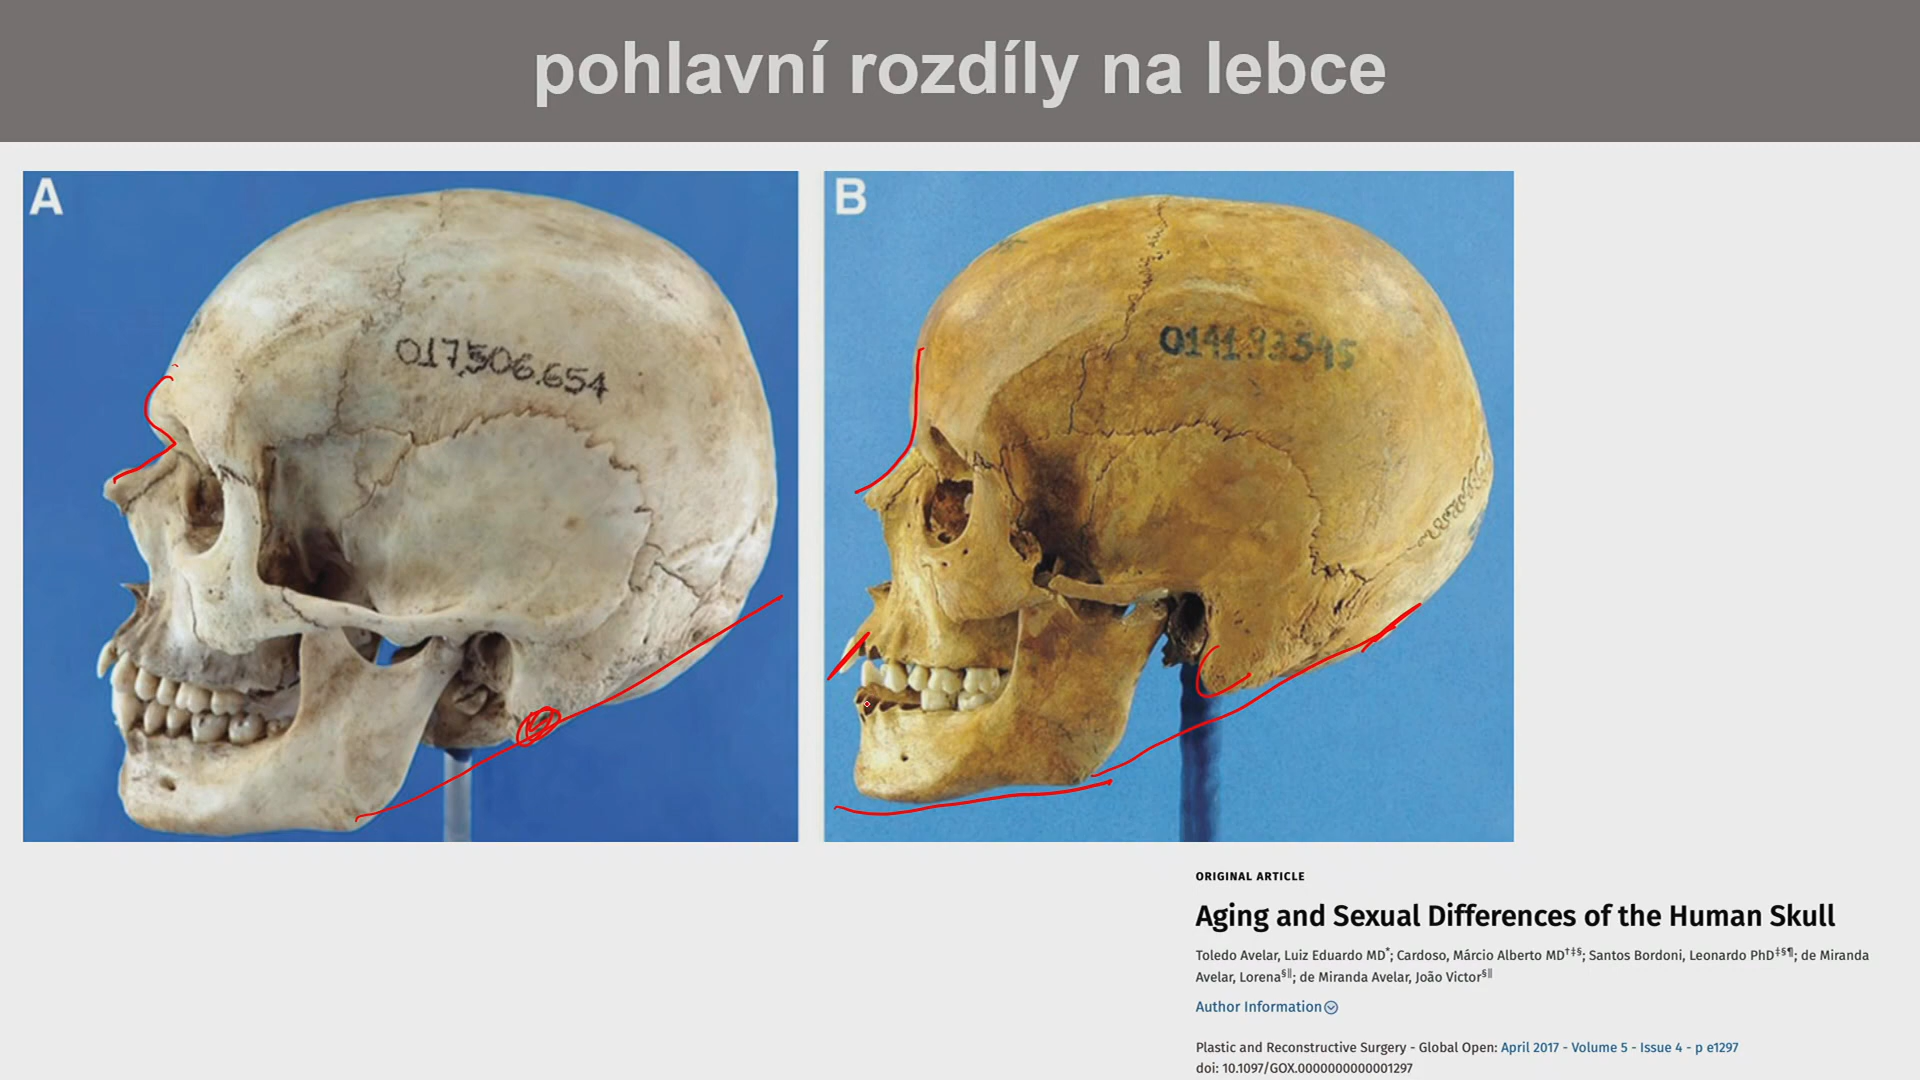 pohlavní rozdíly na lebce
A
B
017,506.654
0141.93545
ORIGINAL ARTICLE
Aging and Sexual Differences of the Human Skull
Toledo Avelar, Luiz Eduardo MD*; Cardoso, Márcio Alberto MD†‡§; Santos Bordoni, Leonardo PhD‡§¶; de Miranda
Avelar, Lorena§∥; de Miranda Avelar, João Victor§∥
Author Information
Plastic and Reconstructive Surgery - Global Open: April 2017 - Volume 5 - Issue 4 - p e1297
doi: 10.1097/GOX.0000000000001297